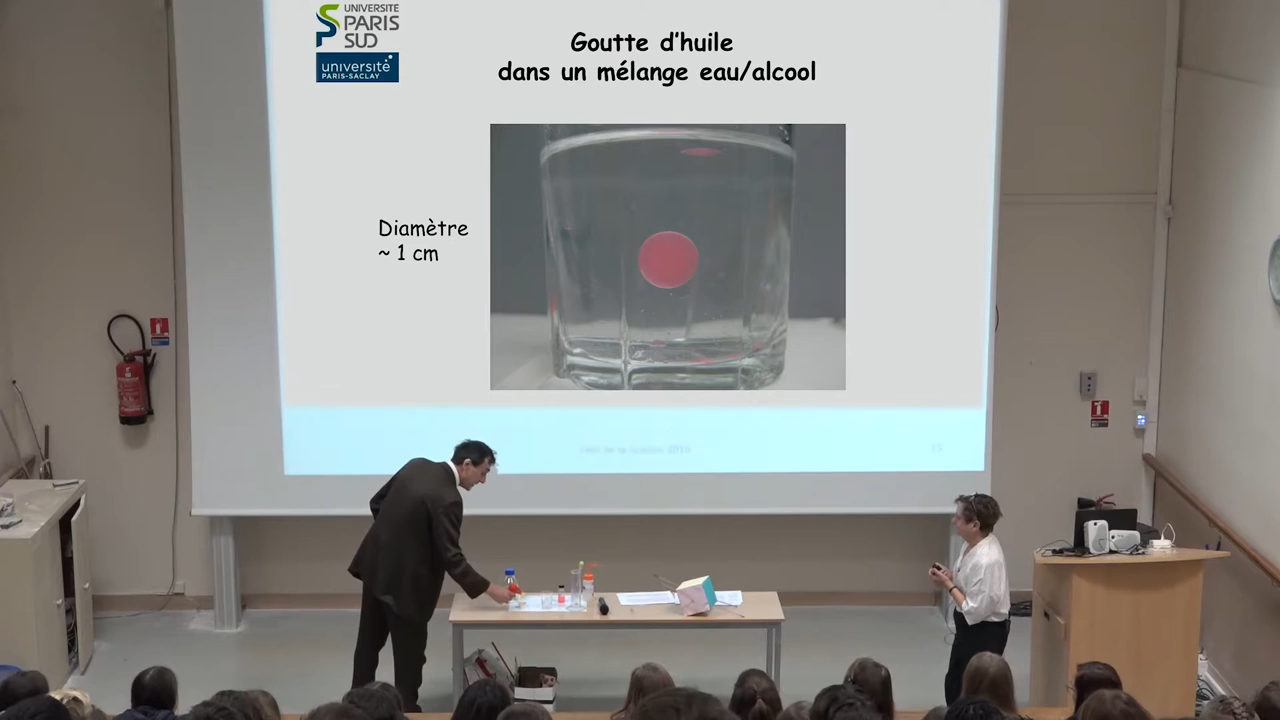 UNIVERSITE
PARIS
SUD
université
PARIS-SACLAY
Goutte d'huile
dans un mélange eau/alcool
Diamètre
~ 1 cm